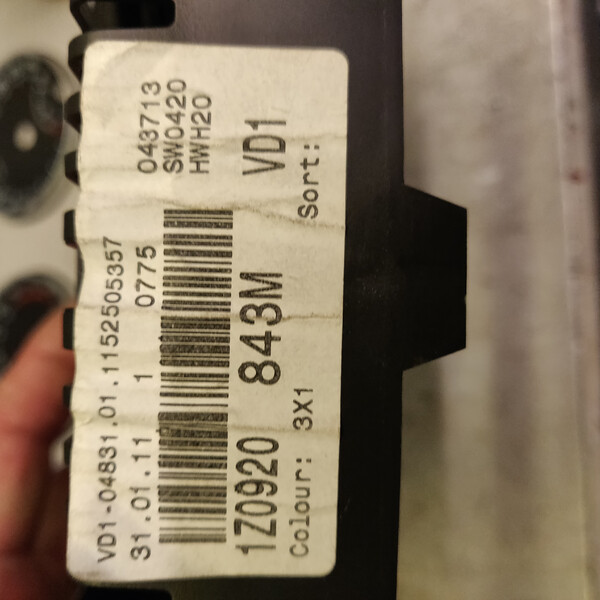 VD1-04831.01.1152505357 043713
31.01.11 1 0775 SW0420
HWH20
1Z0920 843M VD1
Colour: 3X1 Sort: